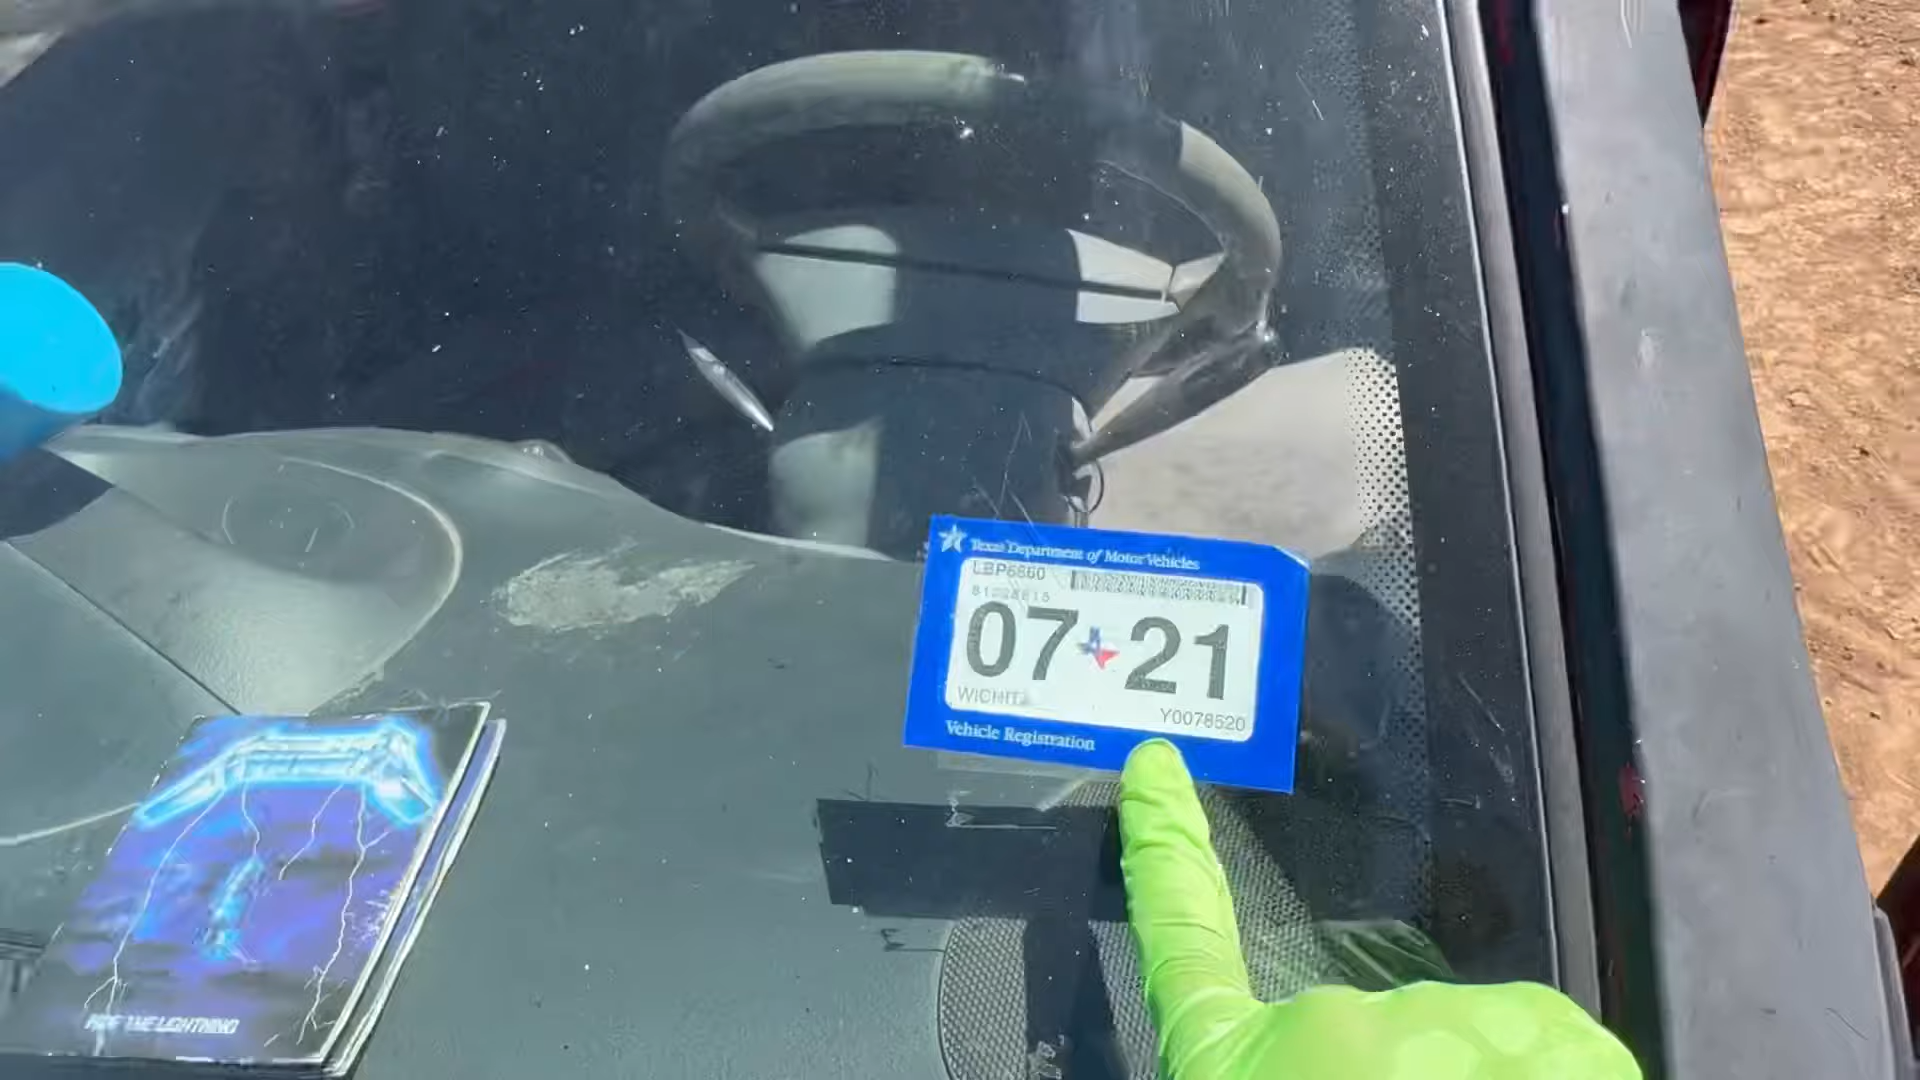 Texas Department of Motor Vehicles
LBP6860
07 21
Y0078520
Vehicle Registration
RIDE THE LIGHTNING